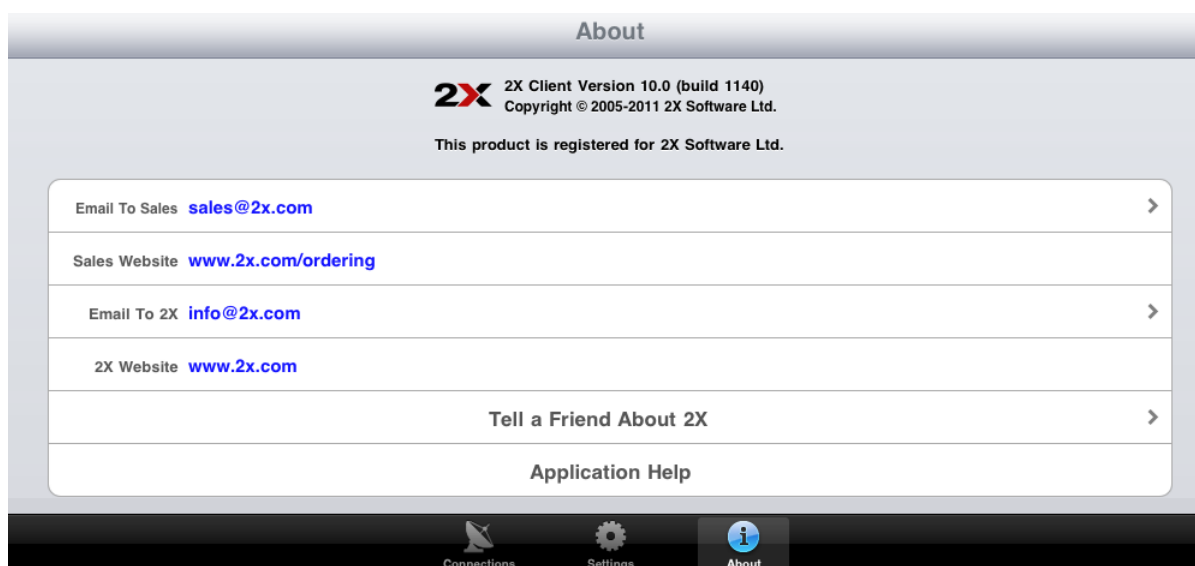 About
2X 2X Client Version 10.0 (build 1140)
Copyright © 2005-2011 2X Software Ltd.
This product is registered for 2X Software Ltd.
Email To Sales sales@2x.com
Sales Website www.2x.com/ordering
Email To 2X info@2x.com
2X Website www.2x.com
Tell a Friend About 2X
Application Help
Connections Settings About